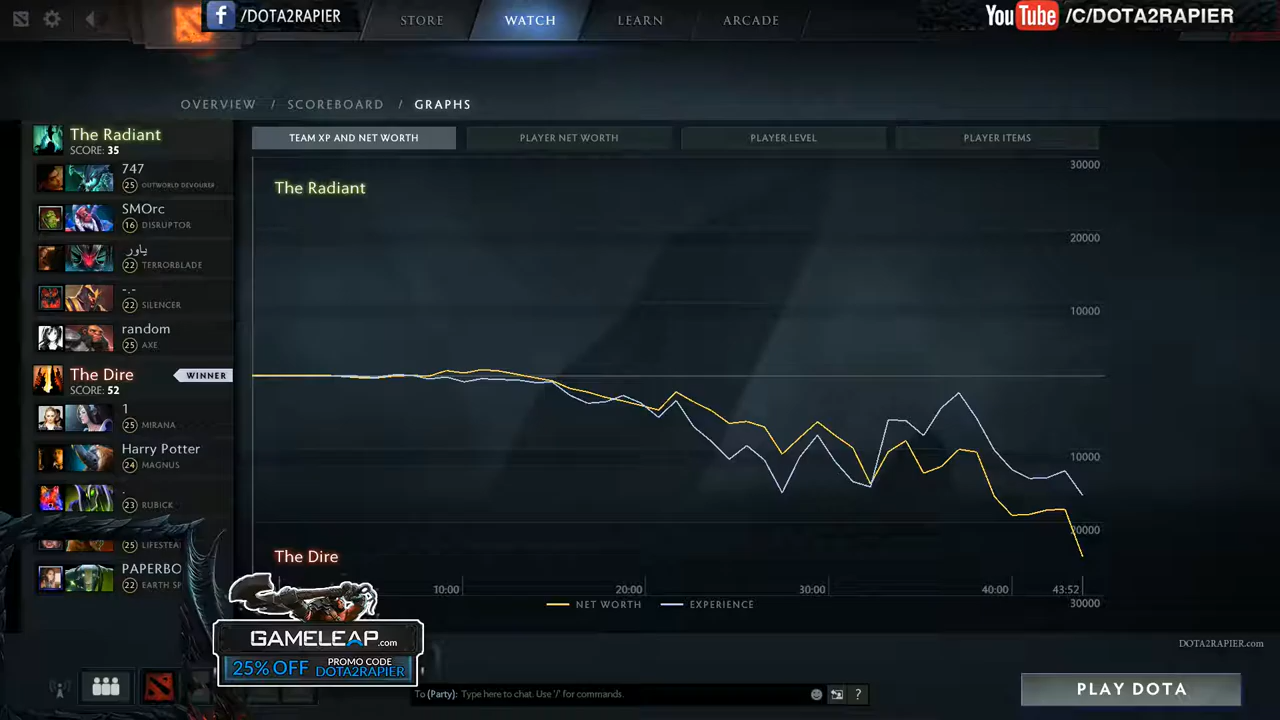 /DOTA2RAPIER
STORE
WATCH
LEARN
ARCADE
YouTube /C/DOTA2RAPIER
OVERVIEW / SCOREBOARD / GRAPHS
The Radiant
SCORE: 35
747
25 OUTWORLD DEVOURER
SMOrc
16 DISRUPTOR
یاور
22 TERRORBLADE
-.-
22 SILENCER
random
25 AXE
The Dire
SCORE: 52
WINNER
1
25 MIRANA
Harry Potter
24 MAGNUS
.
23 RUBICK
25 LIFESTEA
PAPERBO
22 EARTH SP
TEAM XP AND NET WORTH
PLAYER NET WORTH
PLAYER LEVEL
PLAYER ITEMS
The Radiant
30000
20000
10000
10000
20000
The Dire
10:00
20:00
30:00
40:00
43:52
30000
NET WORTH
EXPERIENCE
GAMELEAP.com
25% OFF
PROMO CODE
DOTA2RAPIER
DOTA2RAPIER.com
To (Party): Type here to chat. Use '/' for commands.
?
PLAY DOTA